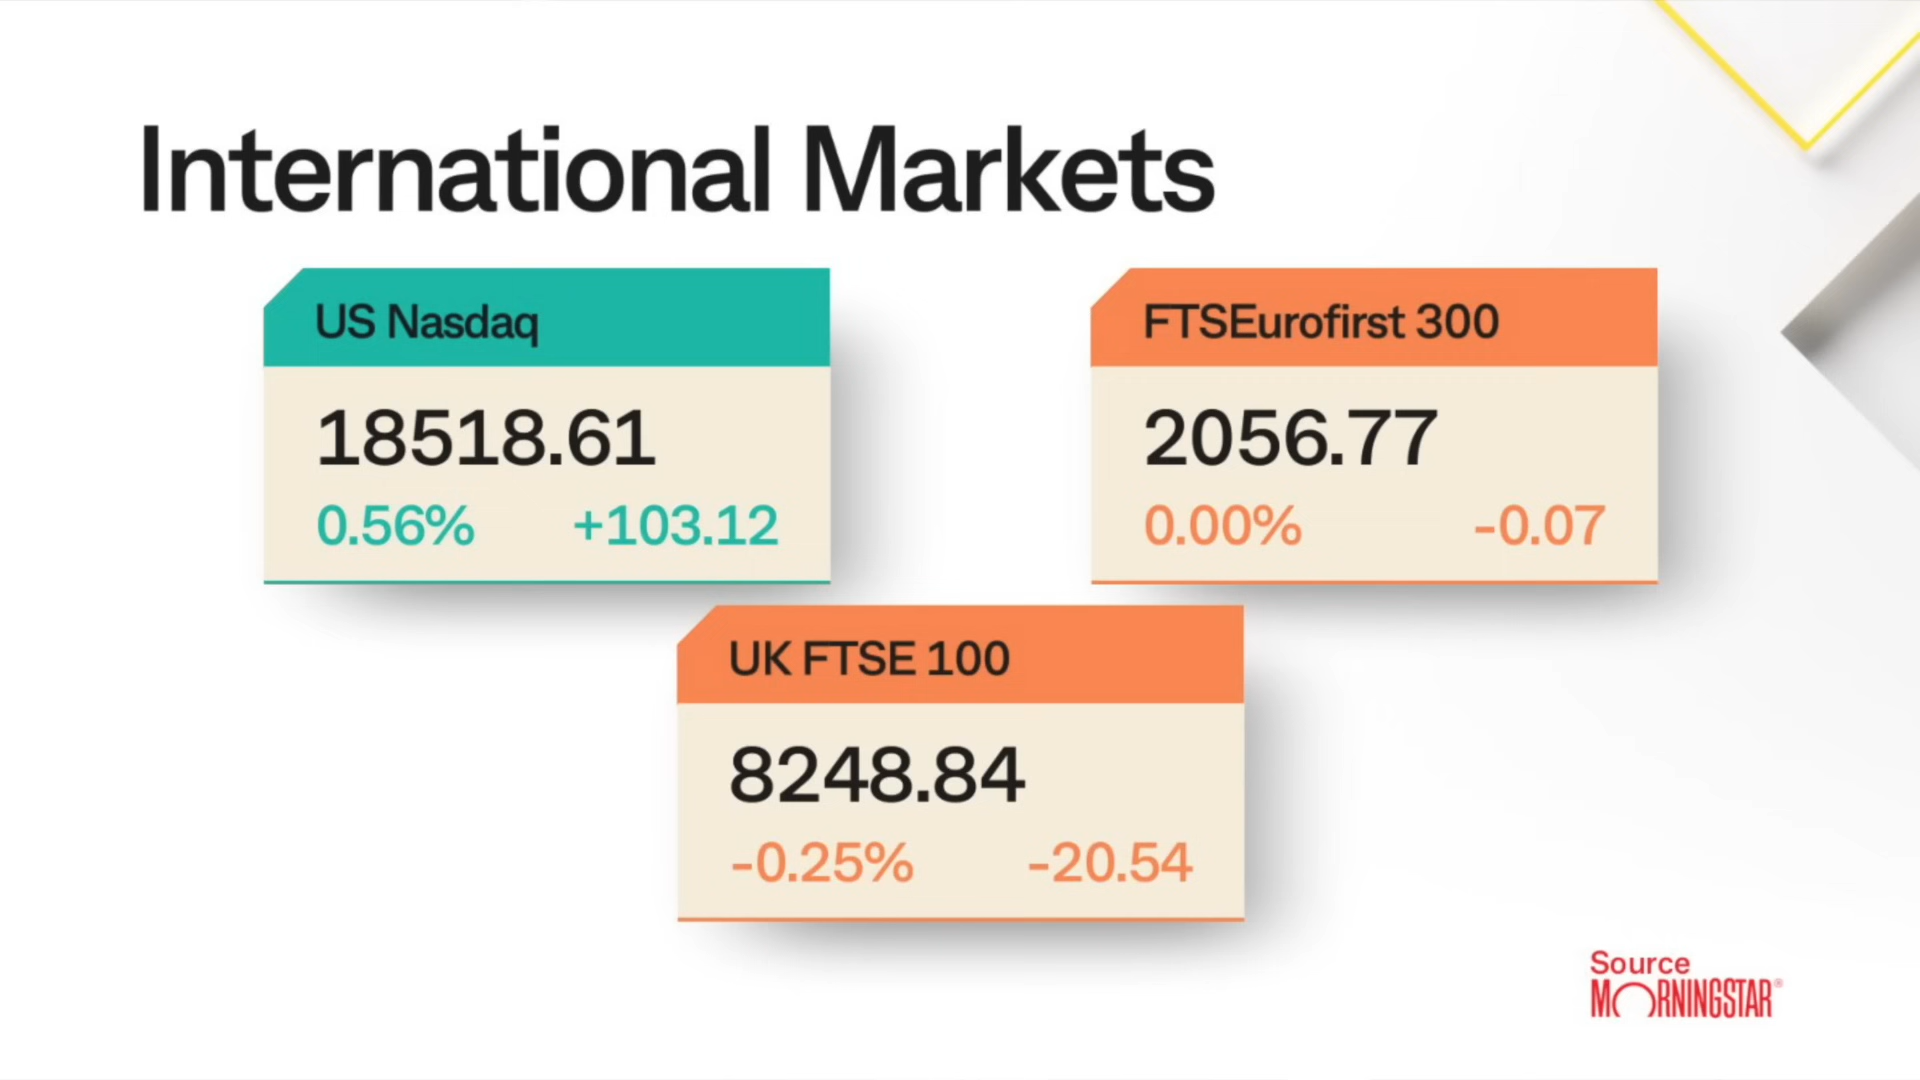 International Markets
US Nasdaq
18518.61
0.56% +103.12
FTSEurofirst 300
2056.77
0.00% -0.07
UK FTSE 100
8248.84
-0.25% -20.54
Source
MORNINGSTAR®